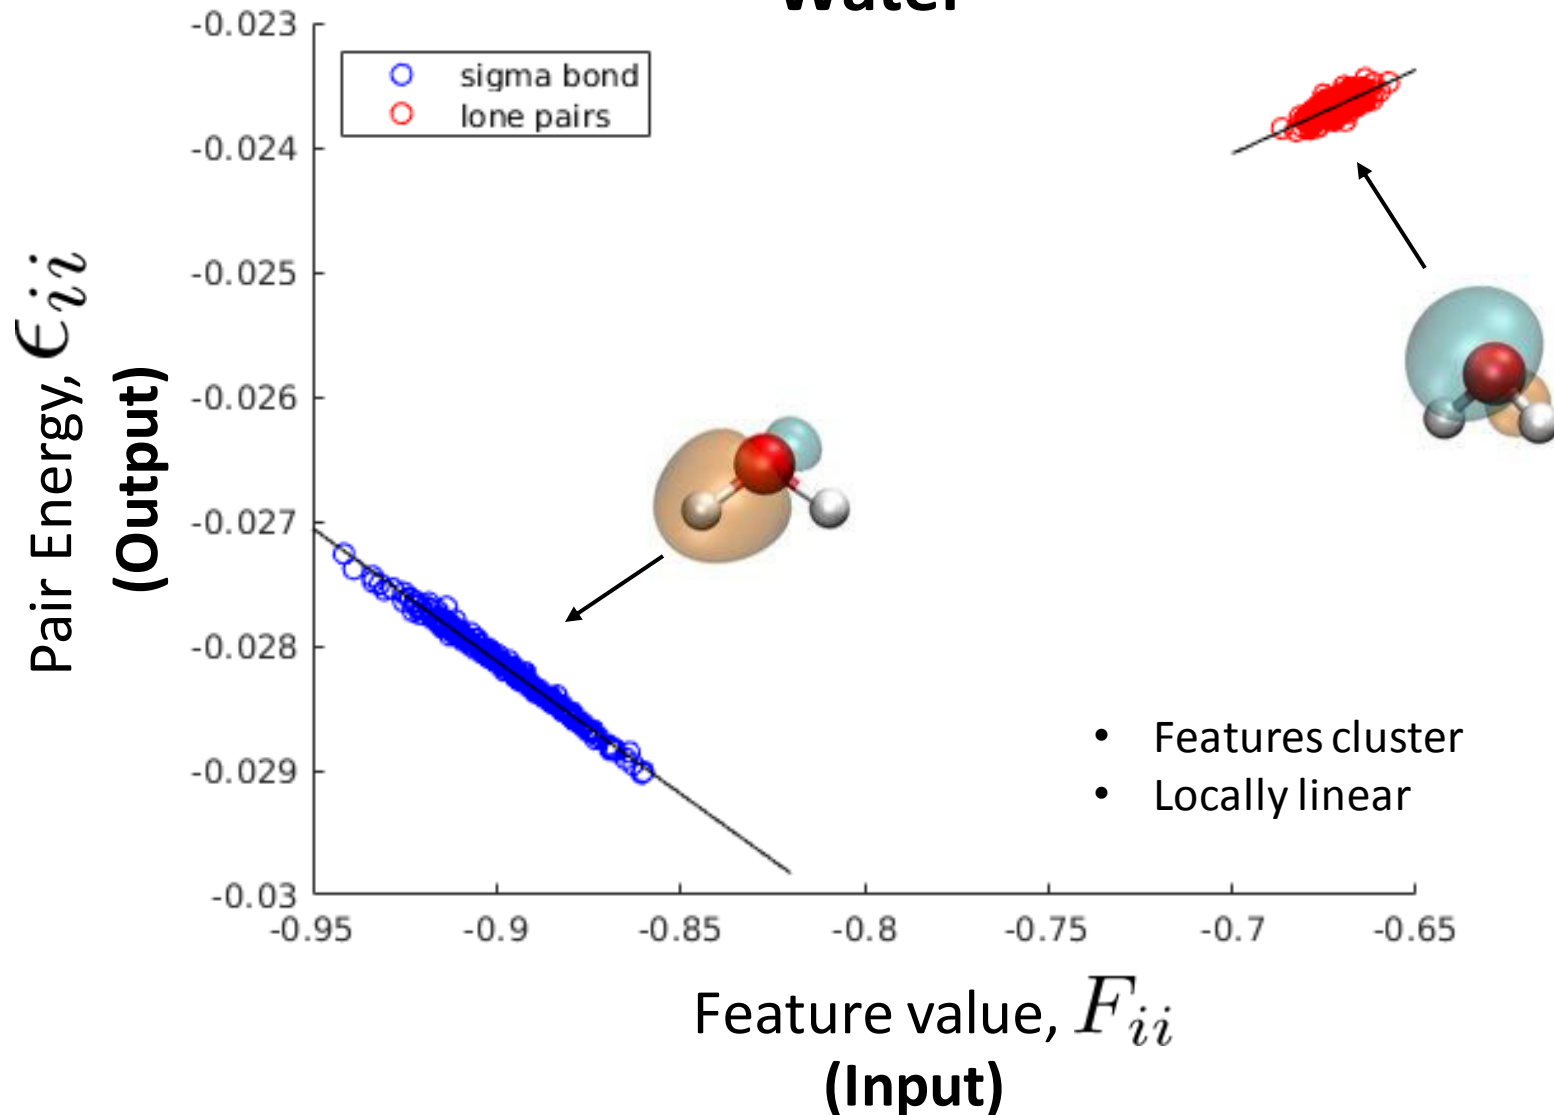 Water
-0.023
sigma bond
lone pairs
-0.024
-0.025
-0.026
-0.027
-0.028
-0.029
-0.03
Pair Energy, ϵii
(Output)
• Features cluster
• Locally linear
-0.95 -0.9 -0.85 -0.8 -0.75 -0.7 -0.65
Feature value, Fii
(Input)